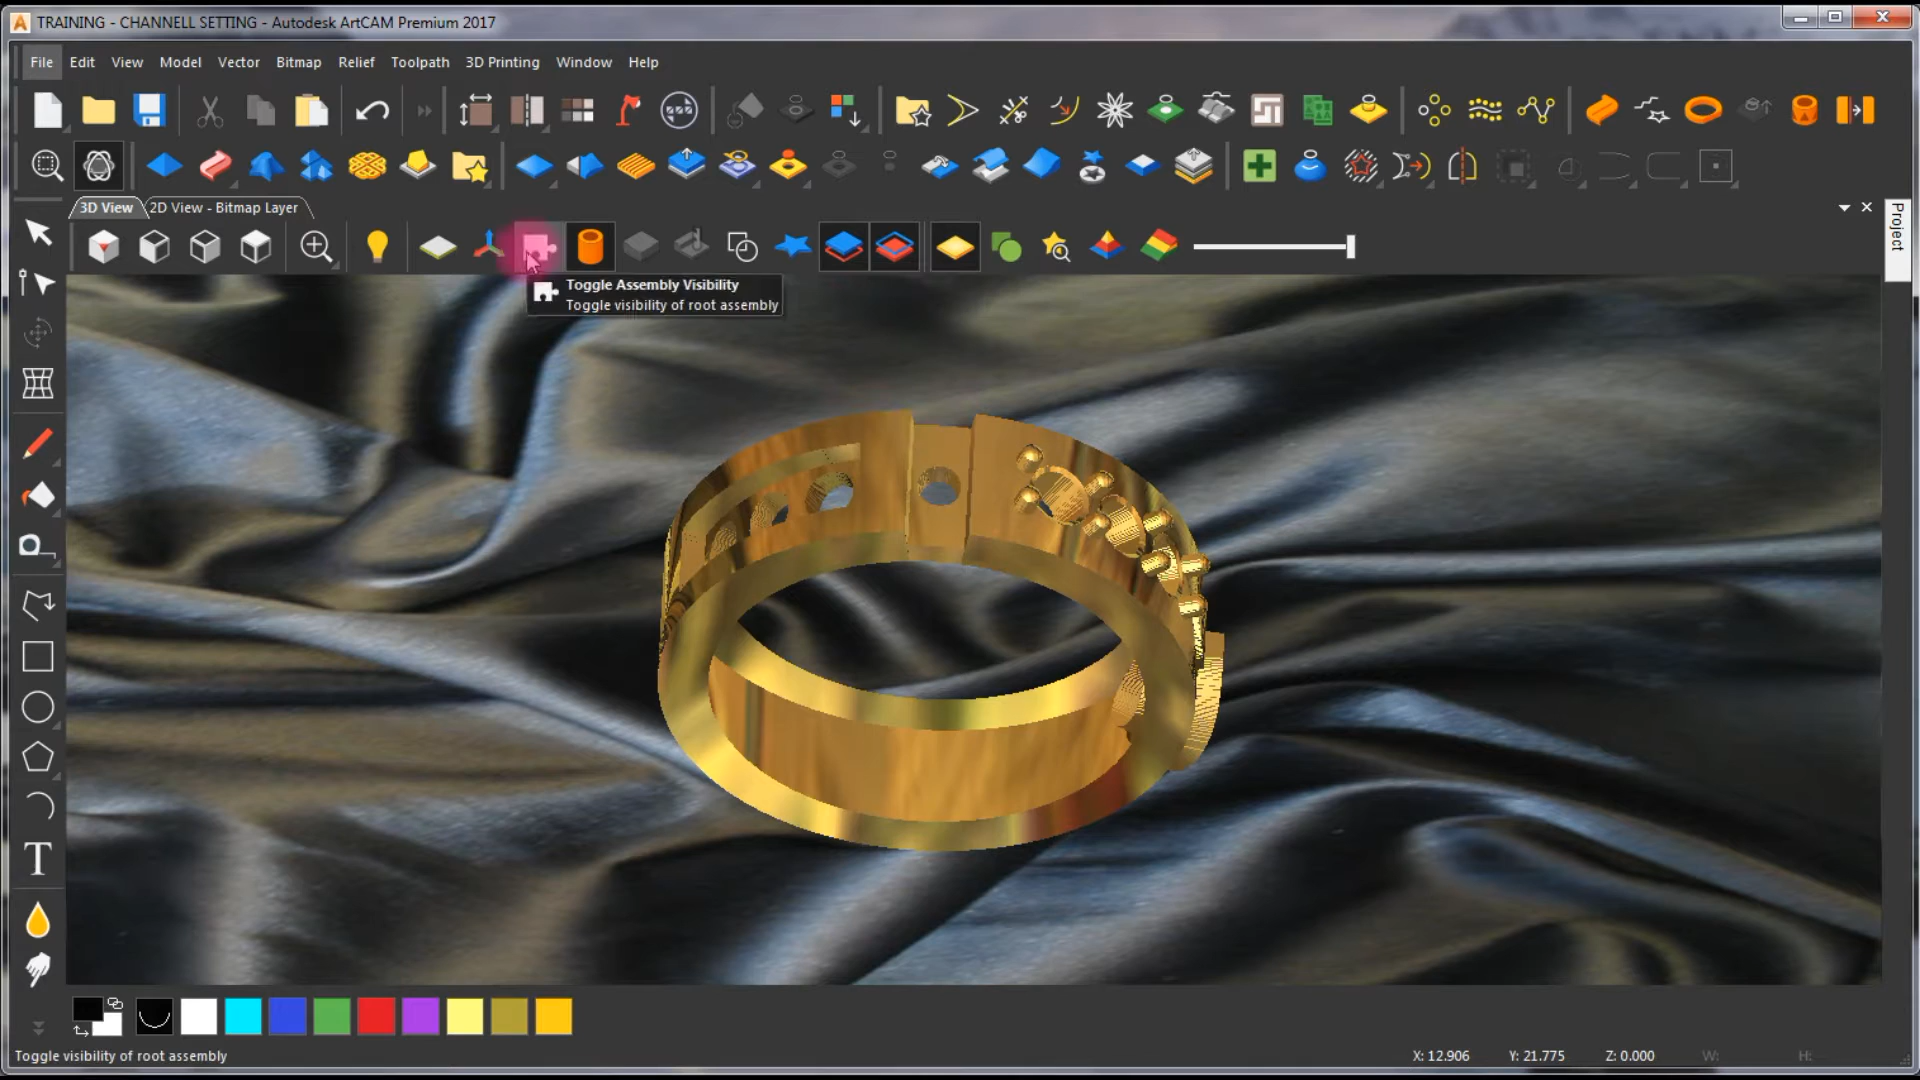 TRAINING - CHANNELL SETTING - Autodesk ArtCAM Premium 2017
File Edit View Model Vector Bitmap Relief Toolpath 3D Printing Window Help
3D View 2D View - Bitmap Layer
Project
Toggle Assembly Visibility
Toggle visibility of root assembly
T
Toggle visibility of root assembly X: 12.906 Y: 21.775 Z: 0.000 W: H: